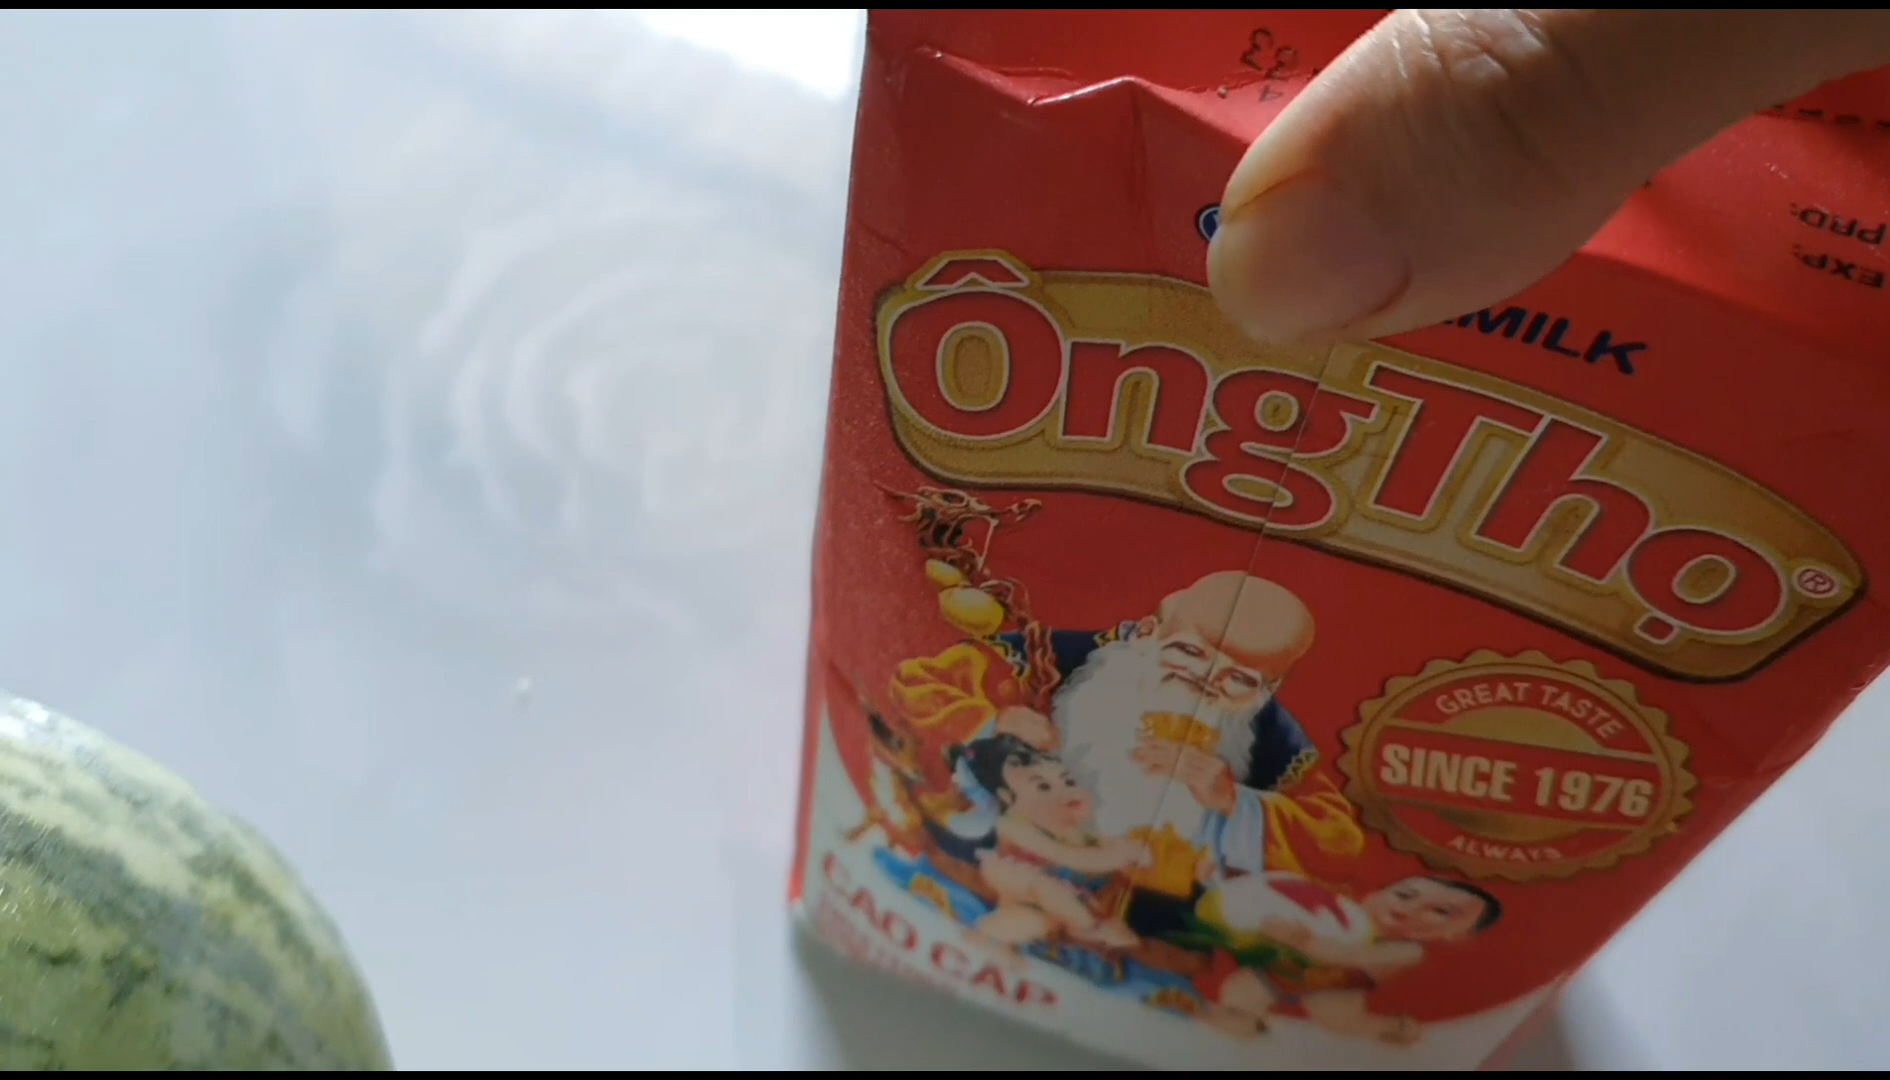 MILK
ÔngThọ®
GREAT TASTE
SINCE 1976
ALWAYS
CAO CẤP
PRD:
EXP: